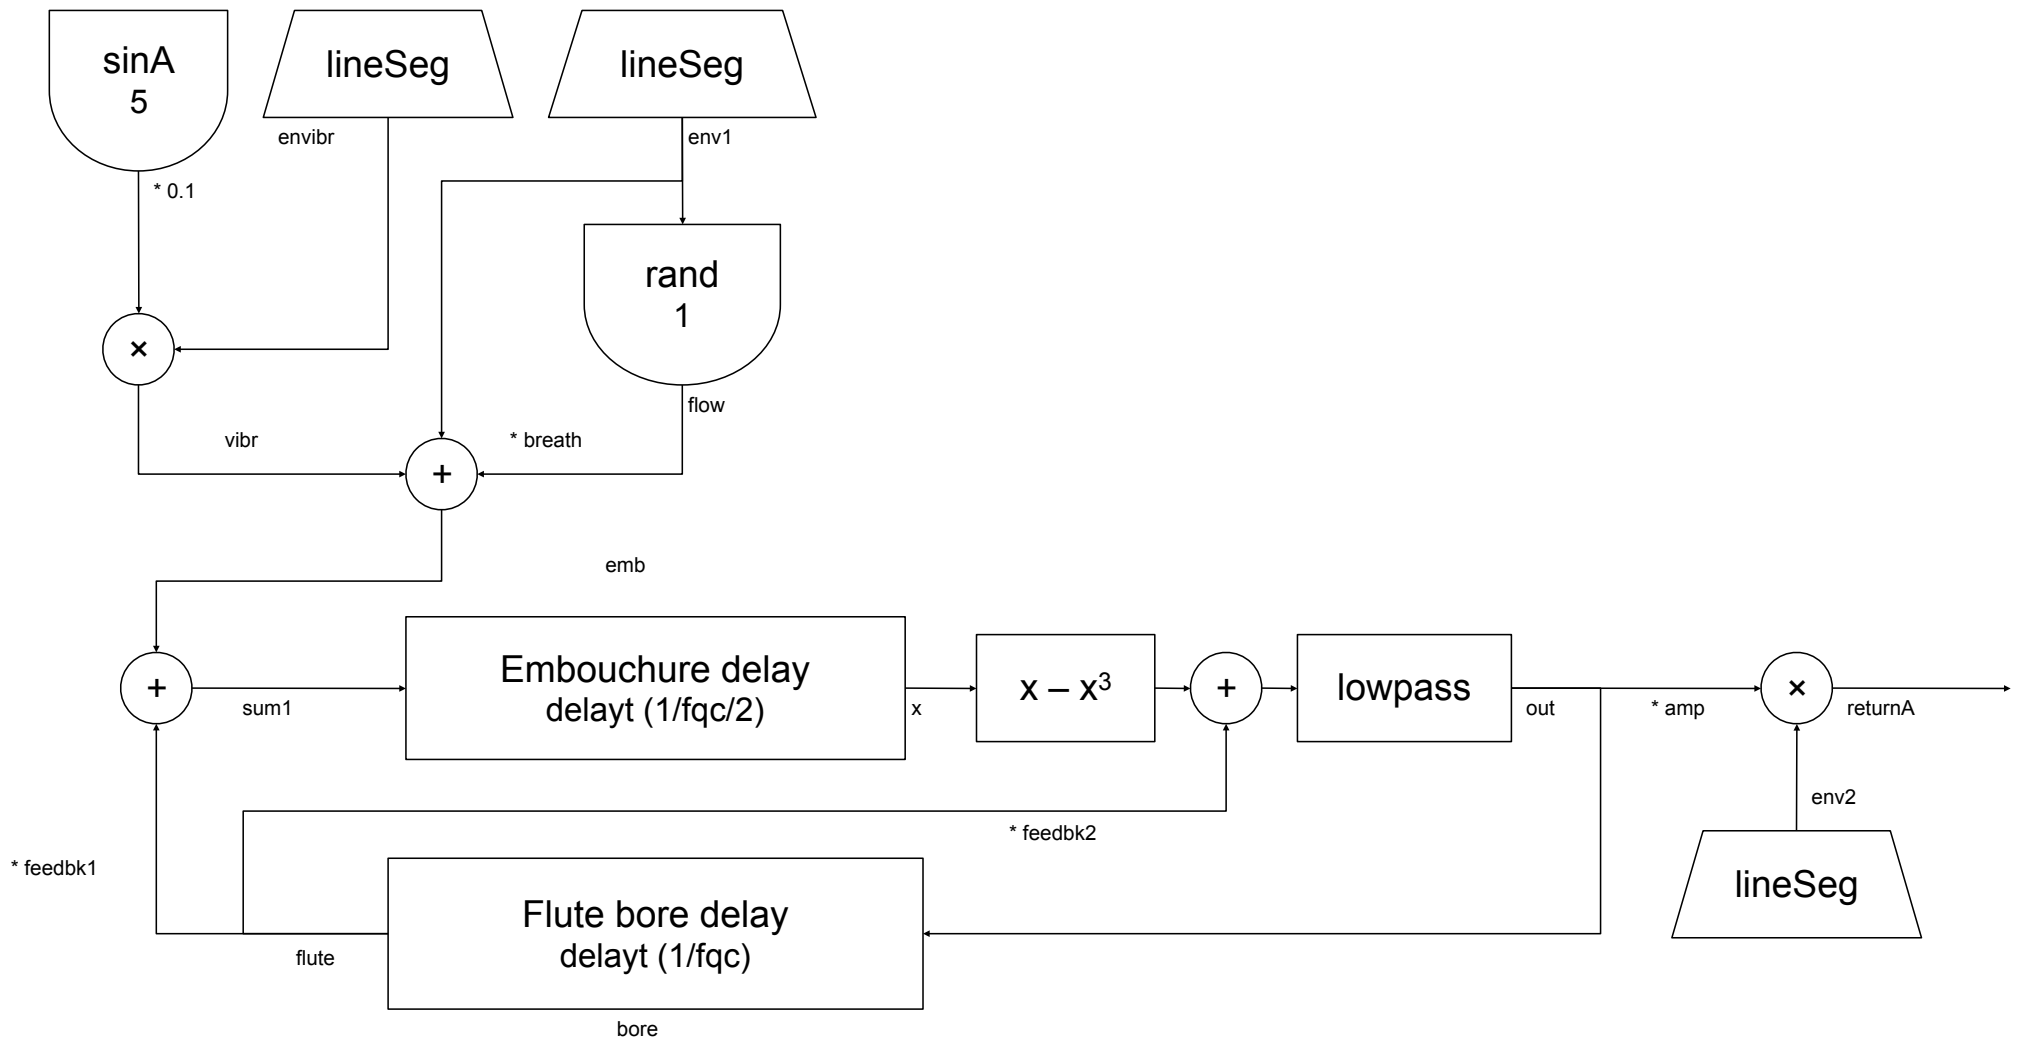 sinA
5
lineSeg
lineSeg
envibr
env1
* 0.1
rand
1
×
flow
vibr
* breath
+
emb
+
sum1
Embouchure delay
delayt (1/fqc/2)
x
x – x³
+
lowpass
out
* amp
×
returnA
env2
lineSeg
* feedbk2
* feedbk1
Flute bore delay
delayt (1/fqc)
flute
bore